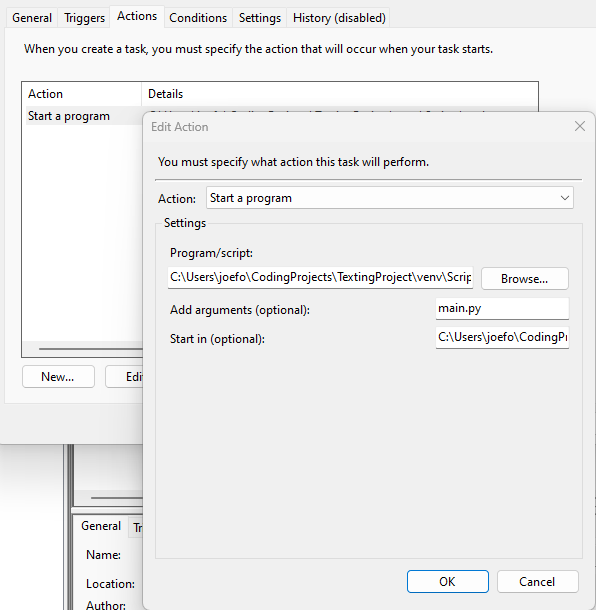 General Triggers Actions Conditions Settings History (disabled)
When you create a task, you must specify the action that will occur when your task starts.
Action Details
Start a program
Edit Action
You must specify what action this task will perform.
Action: Start a program
Settings
Program/script:
C:\Users\joefo\CodingProjects\TextingProject\venv\Scrip Browse...
Add arguments (optional): main.py
Start in (optional): C:\Users\joefo\CodingPr
New... Edi
General Tr
Name:
Location:
Author:
OK Cancel